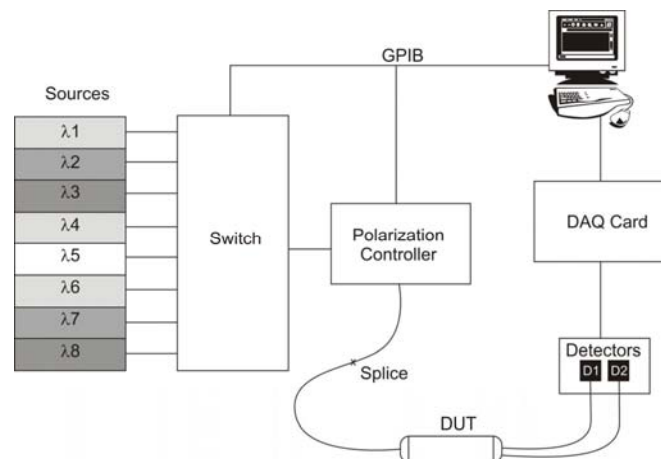 GPIB
Sources
λ1
λ2
λ3
λ4
λ5
λ6
λ7
λ8
Switch
Polarization
Controller
DAQ Card
Splice
Detectors
D1 D2
DUT